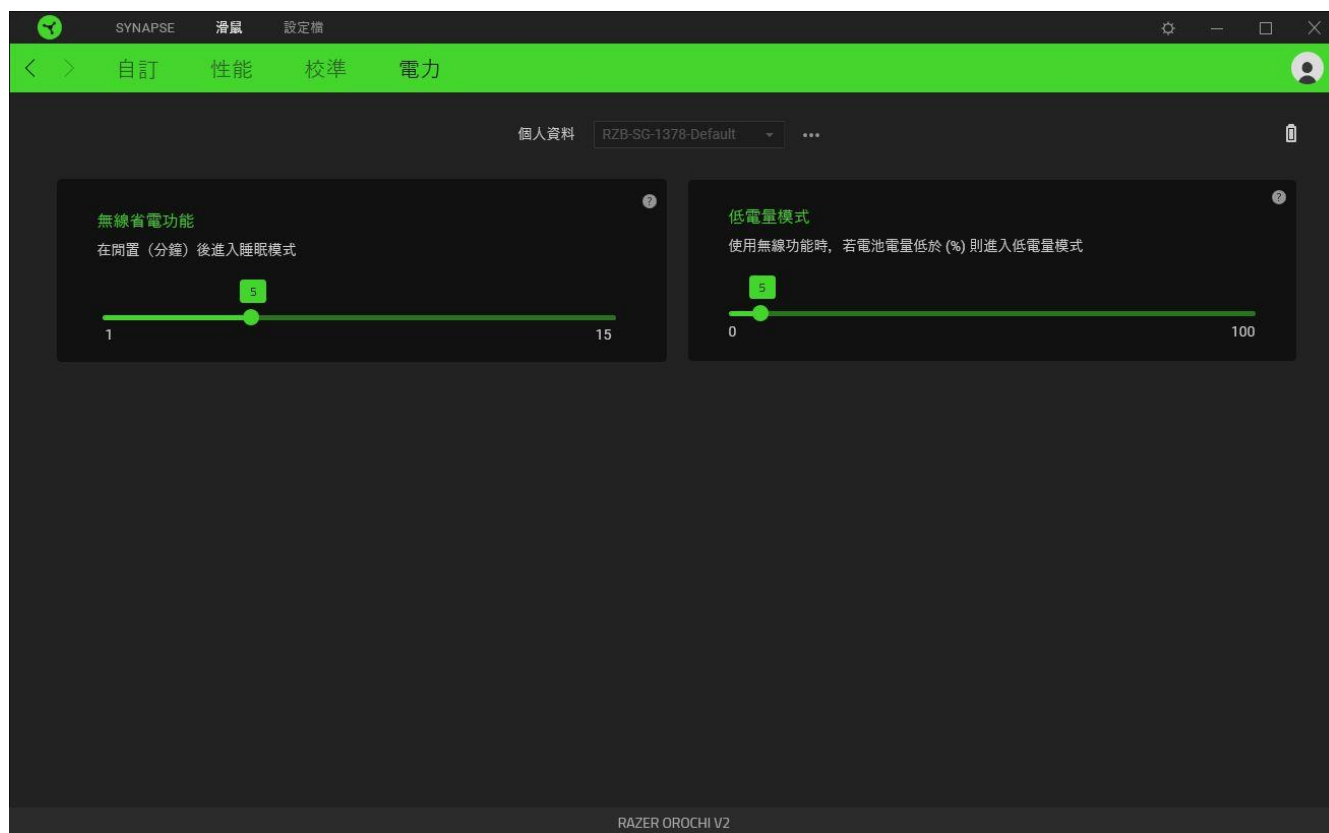 SYNAPSE 滑鼠 設定檔
自訂 性能 校準 電力
個人資料 RZB-SG-1378-Default
無線省電功能
在閒置（分鐘）後進入睡眠模式
5
1 15
低電量模式
使用無線功能時，若電池電量低於 (%) 則進入低電量模式
5
0 100
RAZER OROCHI V2